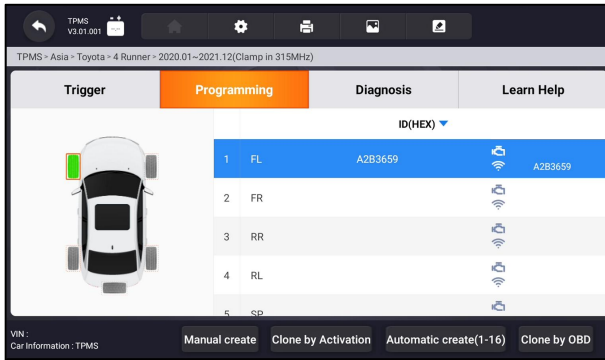 TPMS
V3.01.001
TPMS > Asia > Toyota > 4 Runner > 2020.01~2021.12(Clamp in 315MHz)
Trigger Programming Diagnosis Learn Help
ID(HEX)
1 FL A2B3659 A2B3659
2 FR
3 RR
4 RL
5 SP
VIN :
Car Information : TPMS
Manual create Clone by Activation Automatic create(1-16) Clone by OBD